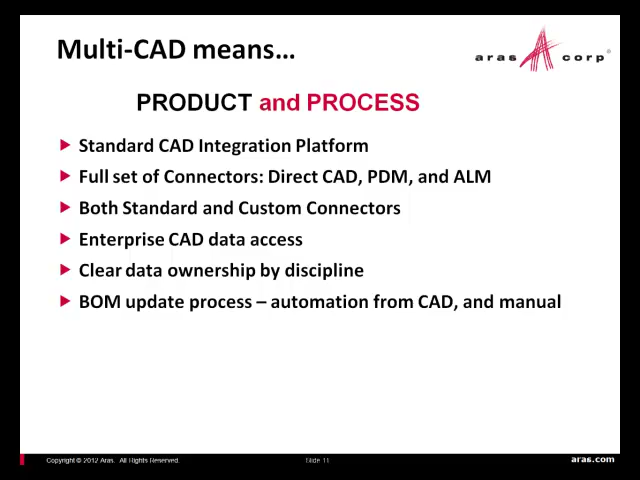 Multi-CAD means...
aras corp®
PRODUCT and PROCESS
Standard CAD Integration Platform
Full set of Connectors: Direct CAD, PDM, and ALM
Both Standard and Custom Connectors
Enterprise CAD data access
Clear data ownership by discipline
BOM update process – automation from CAD, and manual
Copyright © 2012 Aras. All Rights Reserved.
Slide 11
aras.com